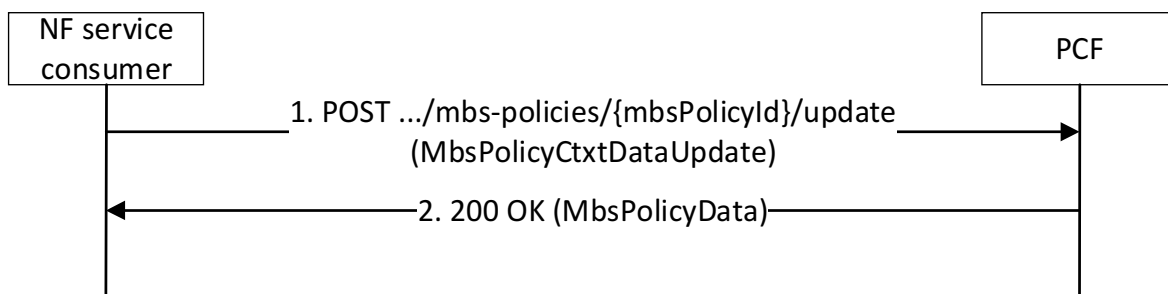 NF service
consumer
PCF
1. POST .../mbs-policies/{mbsPolicyId}/update
(MbsPolicyCtxtDataUpdate)
2. 200 OK (MbsPolicyData)